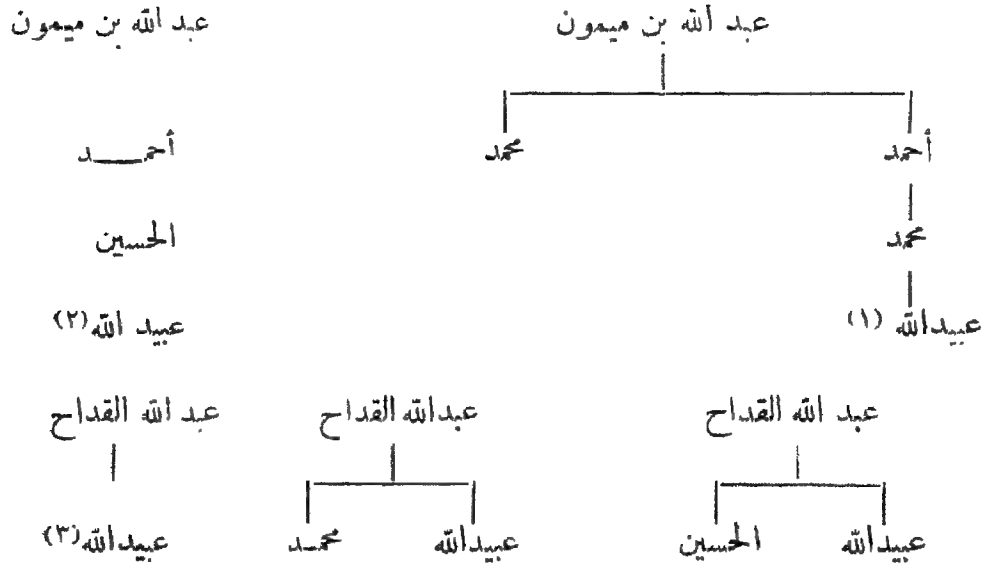 عبد الله بن ميمون عبد الله بن ميمون
أحمد محمد أحمـــد
محمد الحسين
عبيدالله (١) عبيد الله (٢)
عبد الله القداح عبدالله القداح عبد الله القداح
عبيدالله الحسين عبيدالله محمـد عبيدالله (٣)